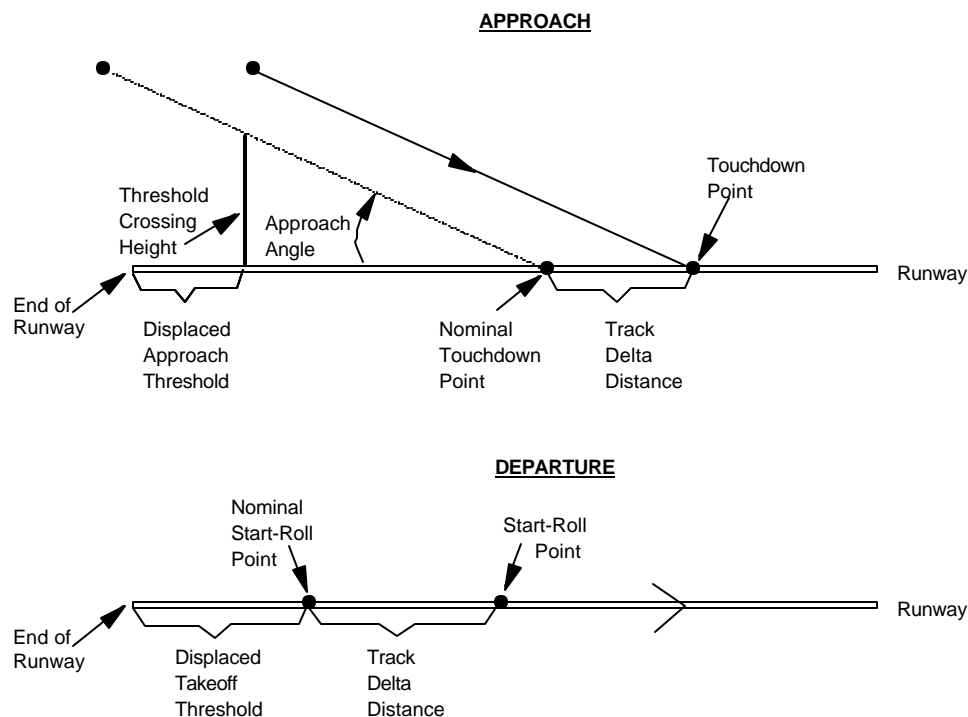 APPROACH
Touchdown
Point
Threshold
Crossing
Height
Approach
Angle
Runway
End of
Runway
Displaced
Approach
Threshold
Nominal
Touchdown
Point
Track
Delta
Distance
DEPARTURE
Nominal
Start-Roll
Point
Start-Roll
Point
Runway
End of
Runway
Displaced
Takeoff
Threshold
Track
Delta
Distance